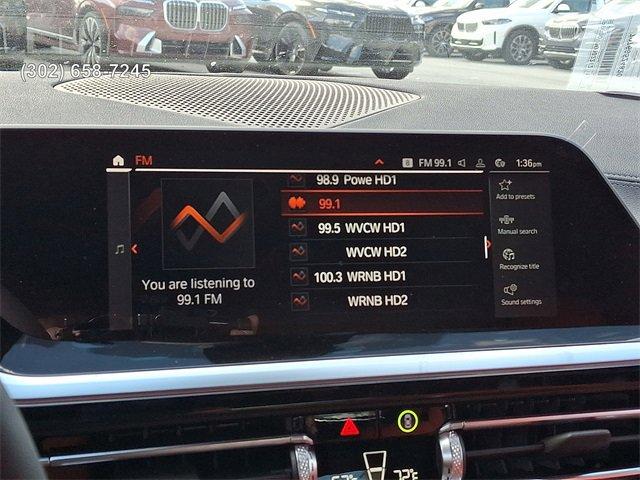 (302) 658-7245
FM
FM 99.1
1:36pm
98.9 Powe HD1
99.1
99.5 WVCW HD1
WVCW HD2
100.3 WRNB HD1
WRNB HD2
You are listening to
99.1 FM
Add to presets
Manual search
Recognize title
Sound settings
72°F